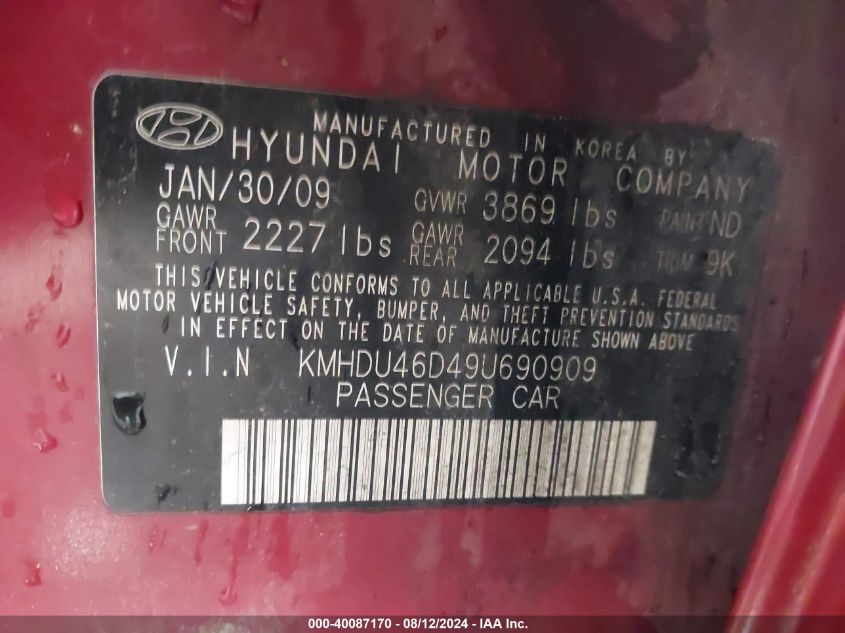 MANUFACTURED IN KOREA BY
HYUNDAI MOTOR COMPANY
JAN/30/09 GVWR 3869 lbs PAINT ND
GAWR FRONT 2227 lbs GAWR REAR 2094 lbs TRIM 9K
THIS VEHICLE CONFORMS TO ALL APPLICABLE U.S.A. FEDERAL
MOTOR VEHICLE SAFETY, BUMPER, AND THEFT PREVENTION STANDARDS
IN EFFECT ON THE DATE OF MANUFACTURE SHOWN ABOVE.
V.I.N KMHDU46D49U690909
PASSENGER CAR
000-40087170 - 08/12/2024 - IAA Inc.